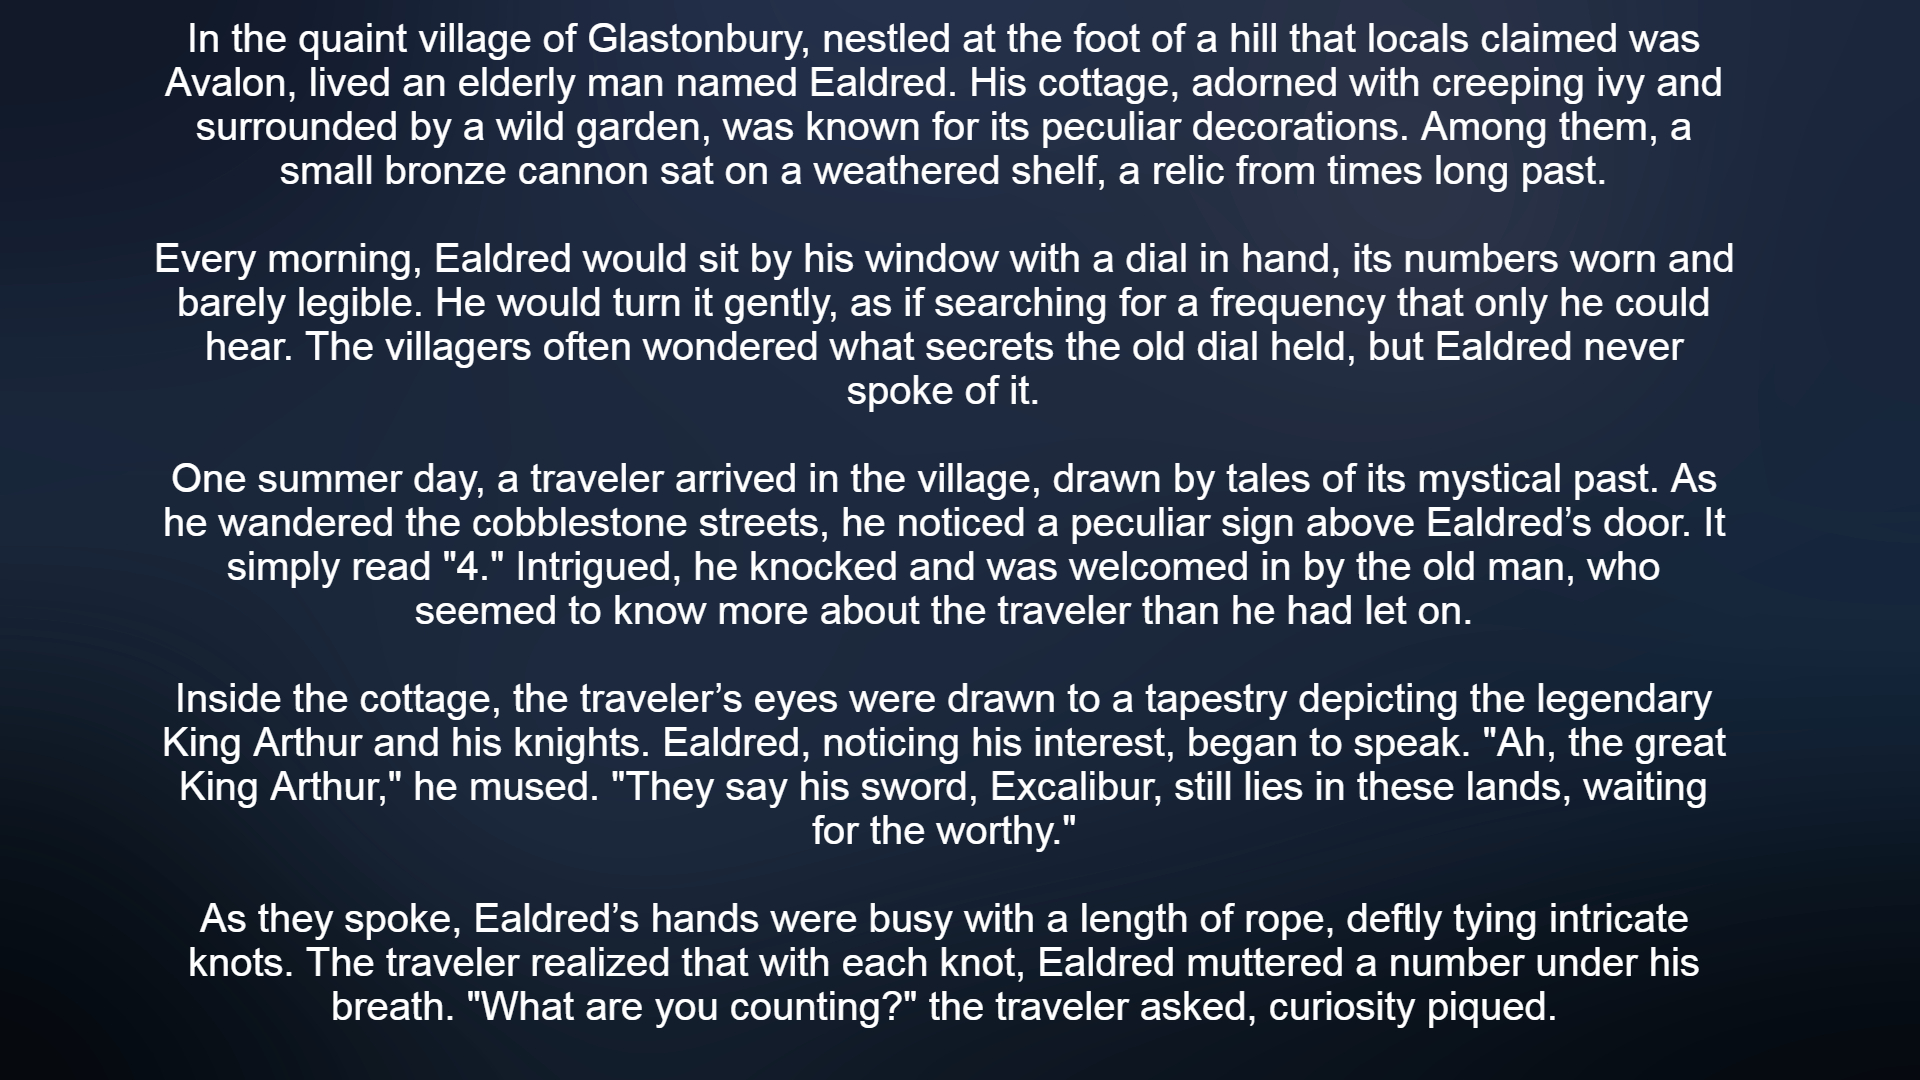 In the quaint village of Glastonbury, nestled at the foot of a hill that locals claimed was
Avalon, lived an elderly man named Ealdred. His cottage, adorned with creeping ivy and
surrounded by a wild garden, was known for its peculiar decorations. Among them, a
small bronze cannon sat on a weathered shelf, a relic from times long past.
Every morning, Ealdred would sit by his window with a dial in hand, its numbers worn and
barely legible. He would turn it gently, as if searching for a frequency that only he could
hear. The villagers often wondered what secrets the old dial held, but Ealdred never
spoke of it.
One summer day, a traveler arrived in the village, drawn by tales of its mystical past. As
he wandered the cobblestone streets, he noticed a peculiar sign above Ealdred’s door. It
simply read "4." Intrigued, he knocked and was welcomed in by the old man, who
seemed to know more about the traveler than he had let on.
Inside the cottage, the traveler’s eyes were drawn to a tapestry depicting the legendary
King Arthur and his knights. Ealdred, noticing his interest, began to speak. "Ah, the great
King Arthur," he mused. "They say his sword, Excalibur, still lies in these lands, waiting
for the worthy."
As they spoke, Ealdred’s hands were busy with a length of rope, deftly tying intricate
knots. The traveler realized that with each knot, Ealdred muttered a number under his
breath. "What are you counting?" the traveler asked, curiosity piqued.